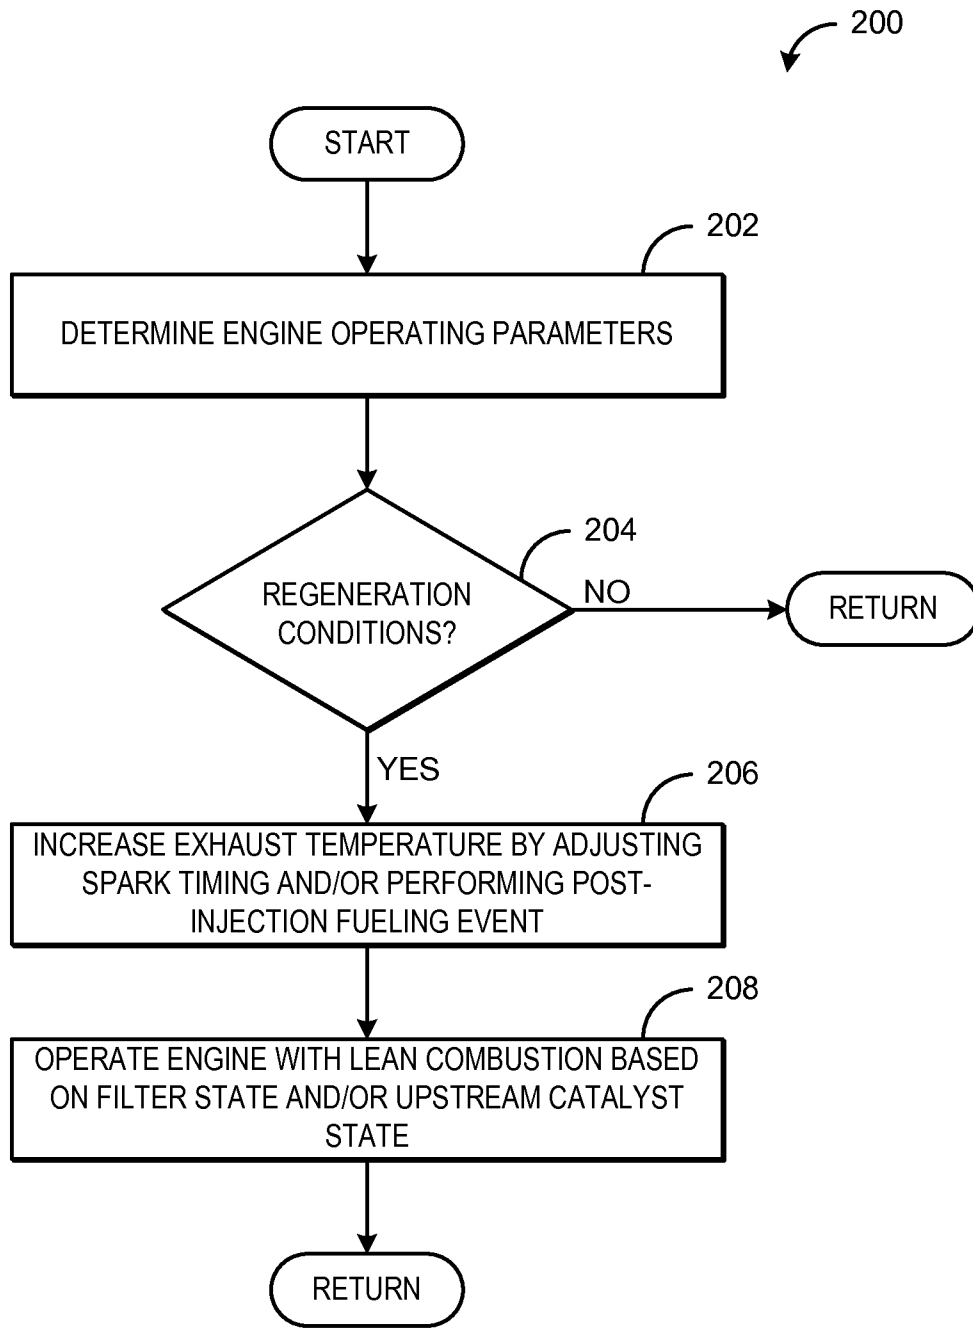 200
START
202
DETERMINE ENGINE OPERATING PARAMETERS
204
REGENERATION
CONDITIONS?
NO
RETURN
YES
206
INCREASE EXHAUST TEMPERATURE BY ADJUSTING
SPARK TIMING AND/OR PERFORMING POST-
INJECTION FUELING EVENT
208
OPERATE ENGINE WITH LEAN COMBUSTION BASED
ON FILTER STATE AND/OR UPSTREAM CATALYST
STATE
RETURN